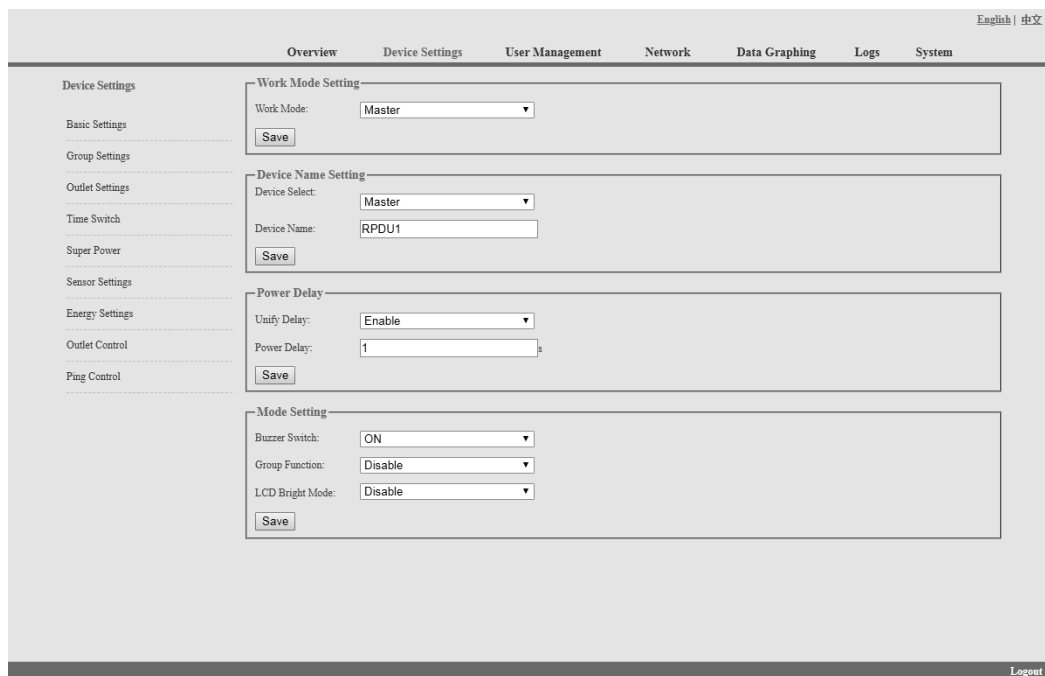 English | 中文
Overview Device Settings User Management Network Data Graphing Logs System
Device Settings
Basic Settings
Group Settings
Outlet Settings
Time Switch
Super Power
Sensor Settings
Energy Settings
Outlet Control
Ping Control
Work Mode Setting
Work Mode: Master
Save
Device Name Setting
Device Select: Master
Device Name: RPDU1
Save
Power Delay
Unify Delay: Enable
Power Delay: 1 s
Save
Mode Setting
Buzzer Switch: ON
Group Function: Disable
LCD Bright Mode: Disable
Save
Logout